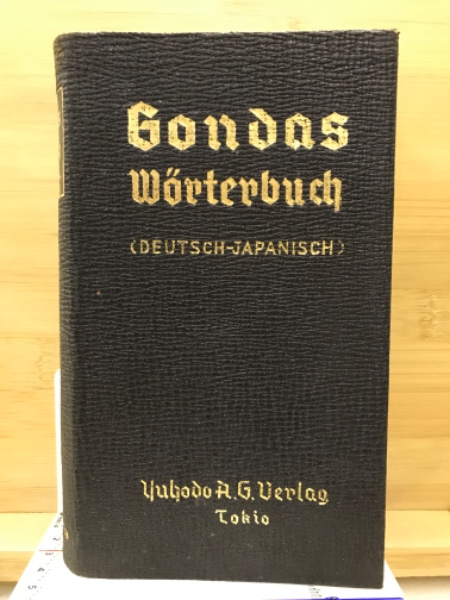 Gondas
Wörterbuch
(DEUTSCH-JAPANISCH)
Yuhodo A.G. Verlag
Tokio